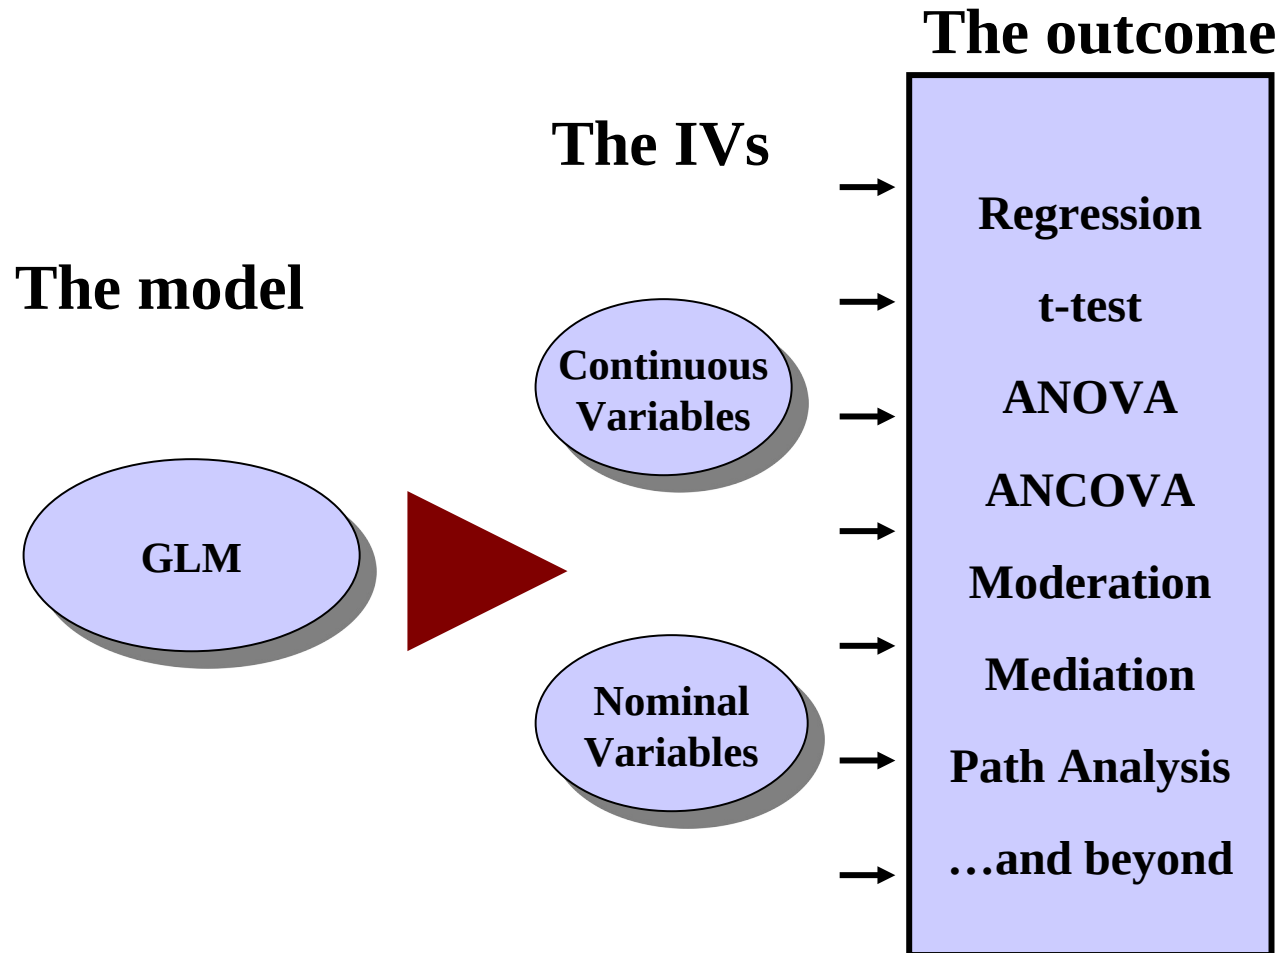 The outcome
The IVs
The model
Continuous
Variables
GLM
Nominal
Variables
Regression
t-test
ANOVA
ANCOVA
Moderation
Mediation
Path Analysis
…and beyond